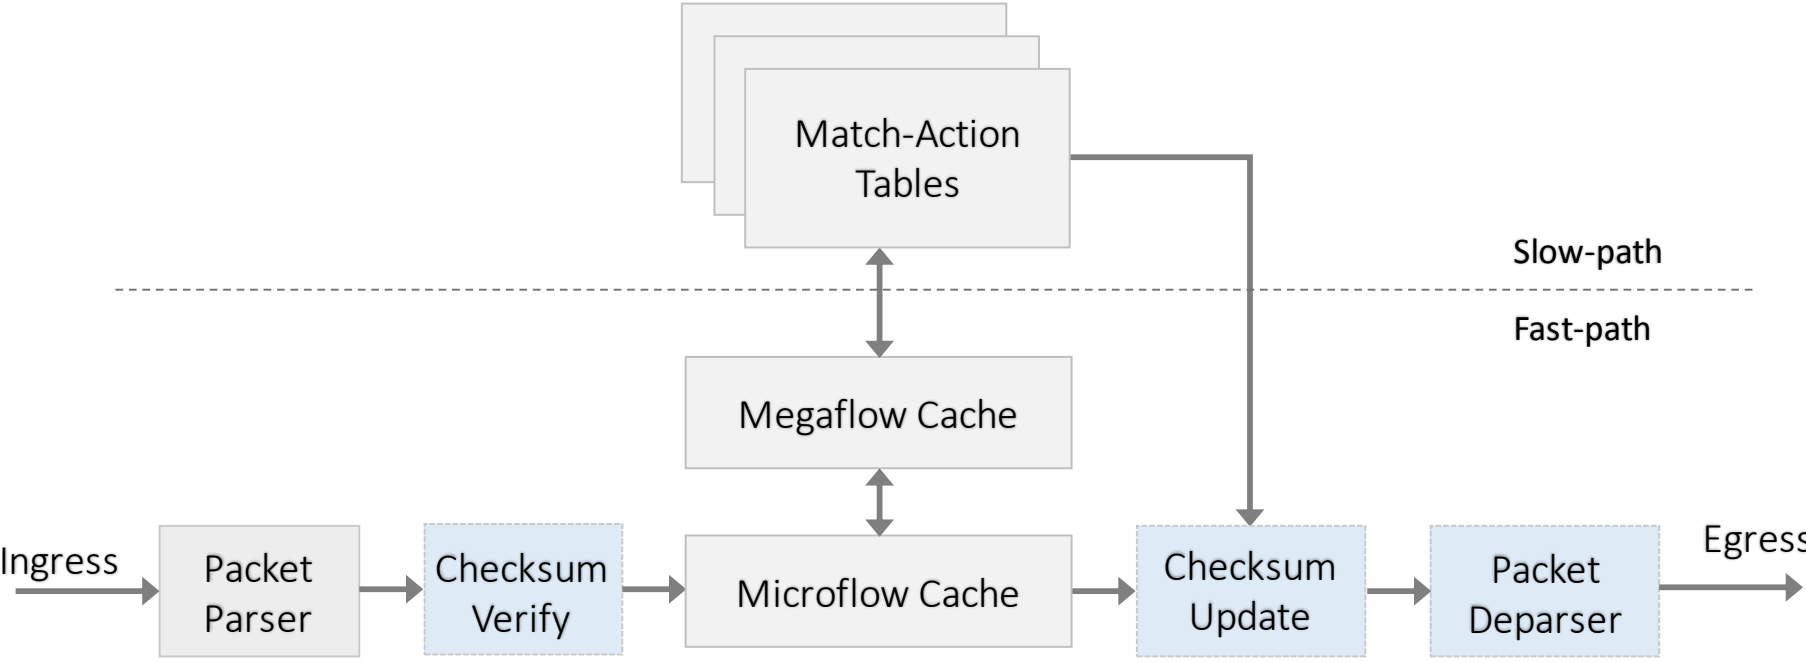 Match-Action
Tables
Slow-path
Fast-path
Megaflow Cache
Ingress
Packet
Parser
Checksum
Verify
Microflow Cache
Checksum
Update
Packet
Deparser
Egress